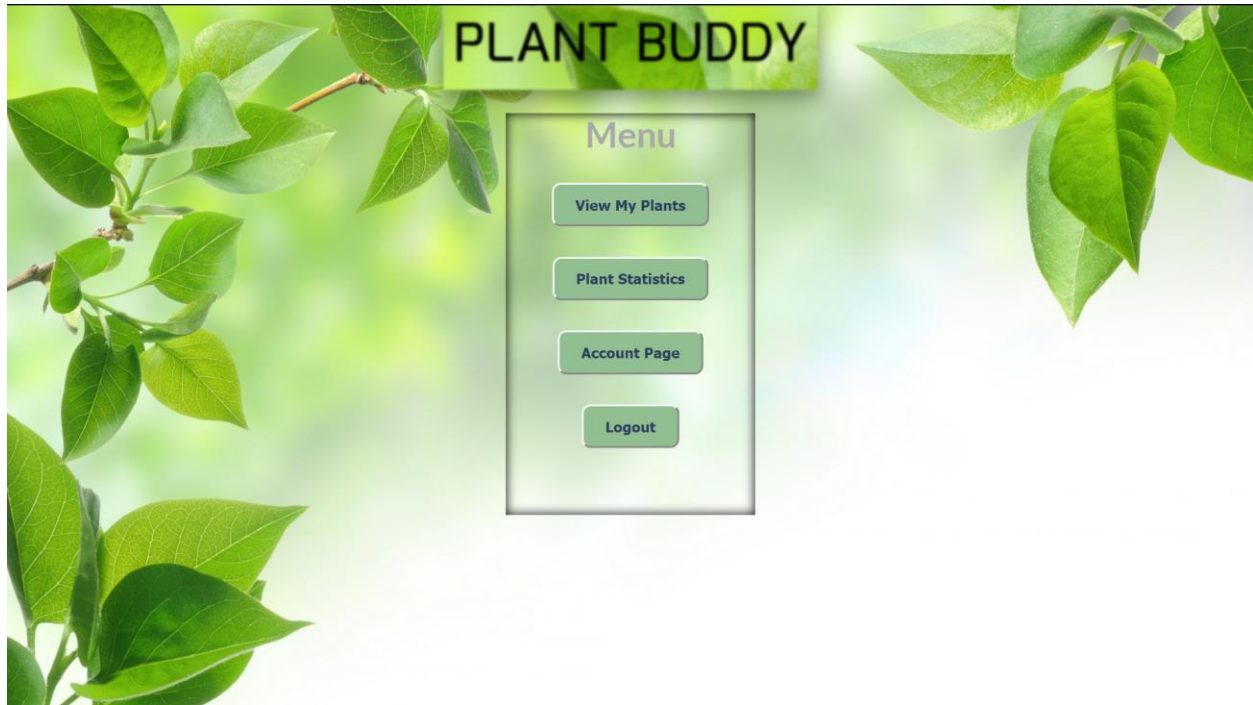 PLANT BUDDY
Menu
View My Plants
Plant Statistics
Account Page
Logout